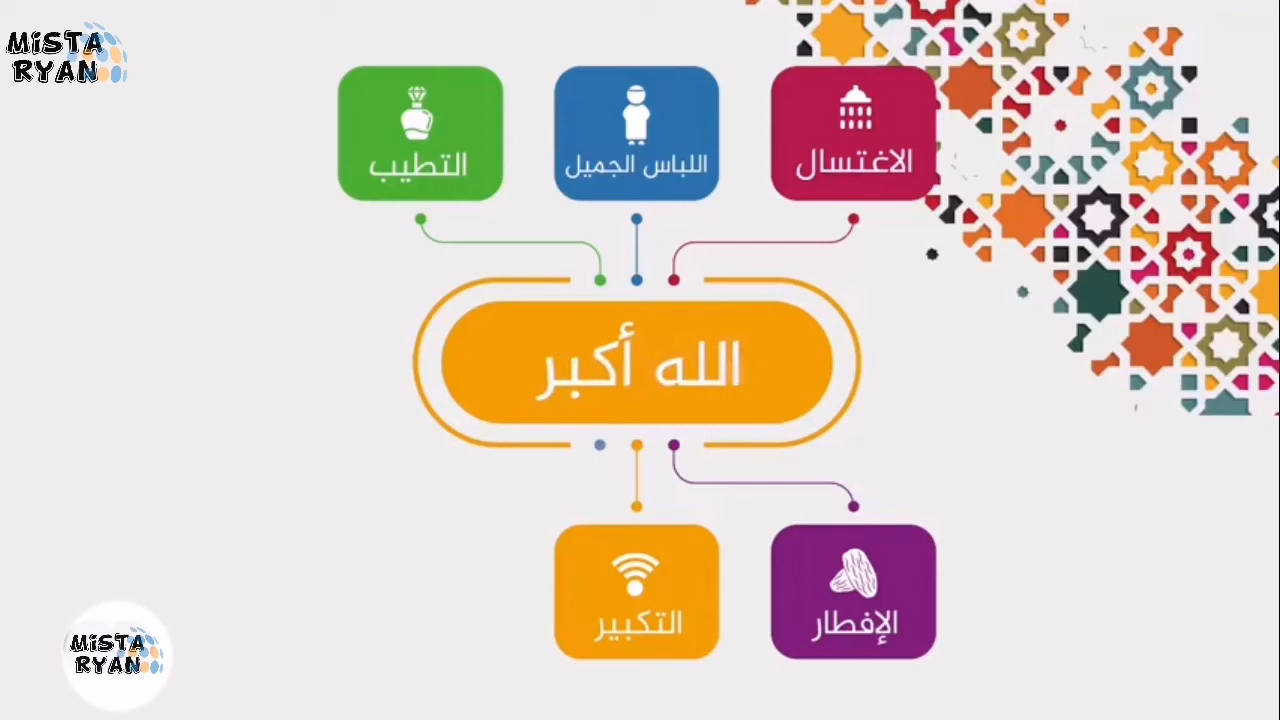 MiSTA
RYAN
الاغتسال
اللباس الجميل
التطيب
الله أكبر
الإفطار
التكبير
MiSTA
RYAN